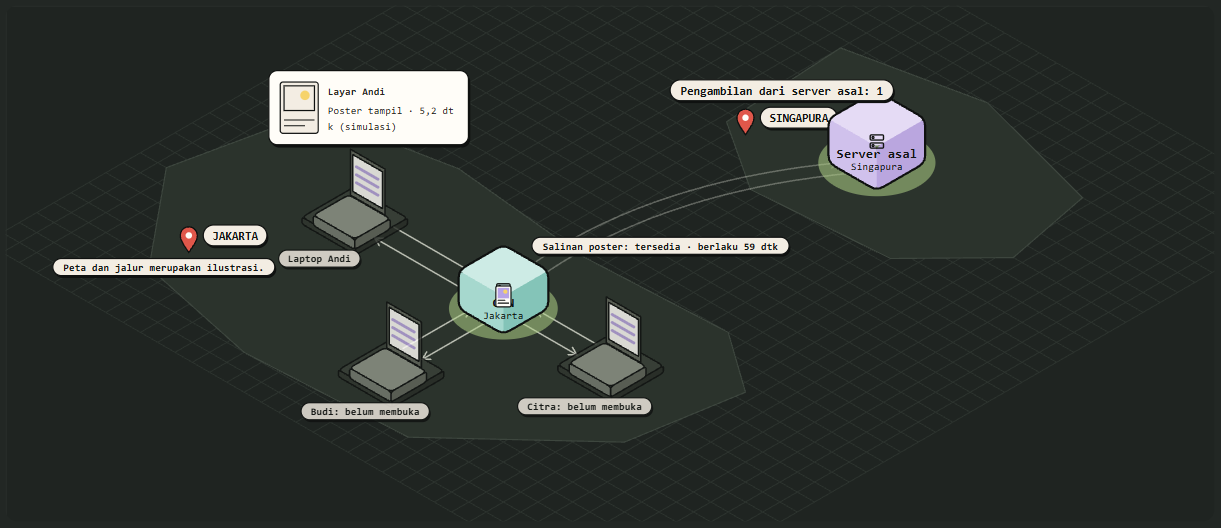 Layar Andi
Poster tampil · 5,2 dt
k (simulasi)
Pengambilan dari server asal: 1
SINGAPURA
Server asal
Singapura
JAKARTA
Peta dan jalur merupakan ilustrasi.
Laptop Andi
Salinan poster: tersedia · berlaku 59 dtk
Jakarta
Budi: belum membuka
Citra: belum membuka